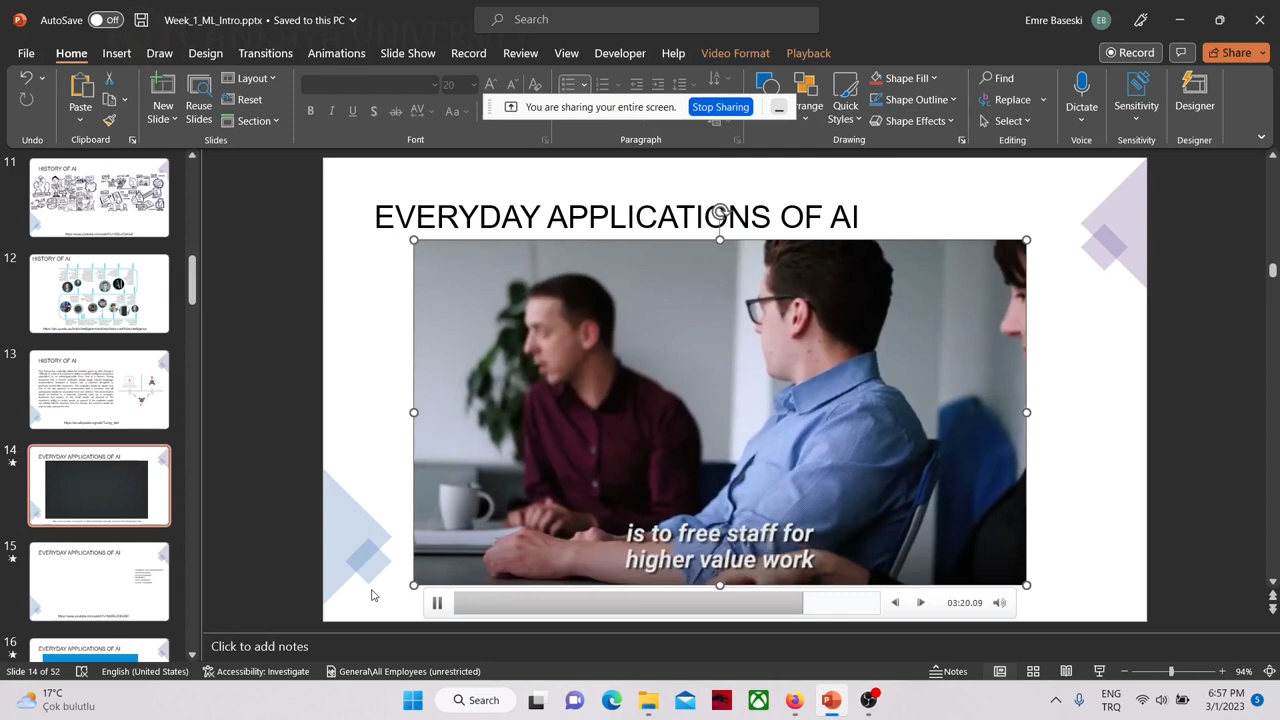 AutoSave Off Week_1_ML_Intro.pptx • Saved to this PC Search Emre Baseski EB
File Home Insert Draw Design Transitions Animations Slide Show Record Review View Developer Help Video Format Playback Record Share
Paste New Slide Reuse Slides Layout Reset Section
20
B I U S ab AV Aa
You are sharing your entire screen. Stop Sharing
Quick Styles Shape Fill Shape Outline Shape Effects
Find Replace Select
Dictate Sensitivity Designer
Undo Clipboard Slides Font Paragraph Drawing Editing Voice Sensitivity Designer
11
HISTORY OF AI
12
HISTORY OF AI
13
HISTORY OF AI
14
EVERYDAY APPLICATIONS OF AI
15
EVERYDAY APPLICATIONS OF AI
16
EVERYDAY APPLICATIONS OF AI
EVERYDAY APPLICATIONS OF AI
is to free staff for
higher value work
03:20.09
Click to add notes
Slide 14 of 52 English (United States) Accessibility: Investigate General\All Employees (unrestricted) Notes 94%
17°C
Çok bulutlu
Search
ENG
TRQ
6:57 PM
3/1/2023
5